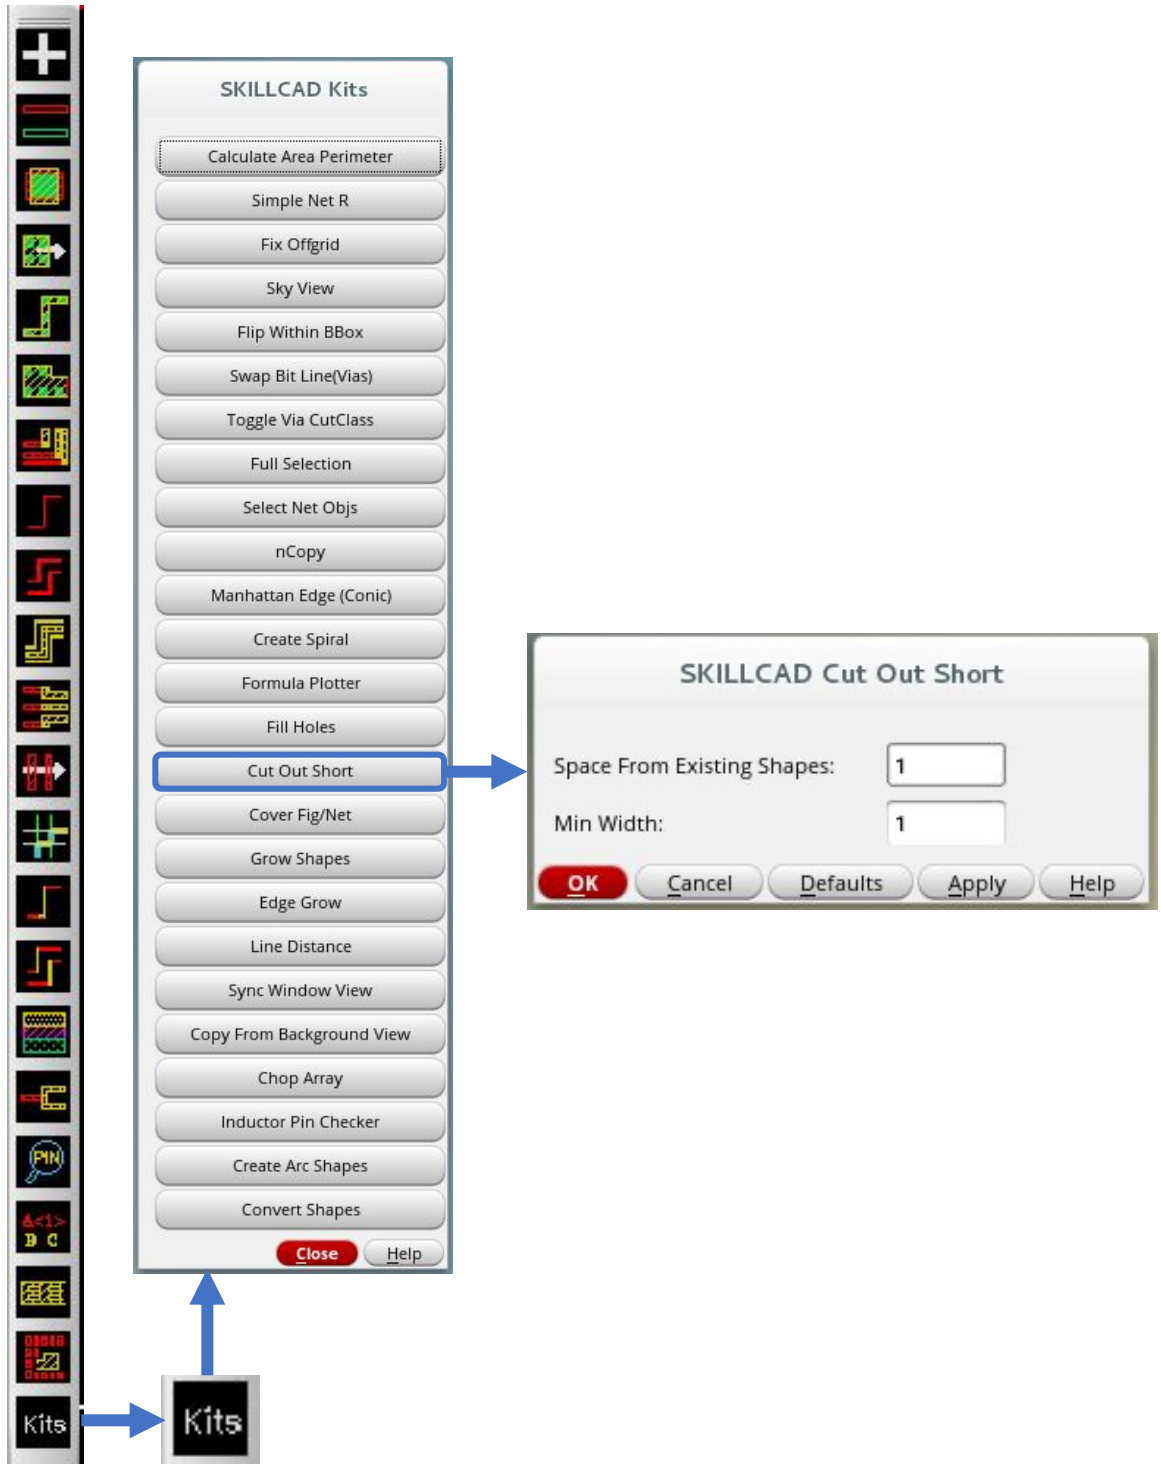 SKILLCAD Kits
Calculate Area Perimeter
Simple Net R
Fix Offgrid
Sky View
Flip Within BBox
Swap Bit Line(Vias)
Toggle Via CutClass
Full Selection
Select Net Objs
nCopy
Manhattan Edge (Conic)
Create Spiral
Formula Plotter
Fill Holes
Cut Out Short
Cover Fig/Net
Grow Shapes
Edge Grow
Line Distance
Sync Window View
Copy From Background View
Chop Array
Inductor Pin Checker
Create Arc Shapes
Convert Shapes
Close Help
SKILLCAD Cut Out Short
Space From Existing Shapes: 1
Min Width: 1
OK Cancel Defaults Apply Help
PIN
&<1>
B C
Kits
Kits